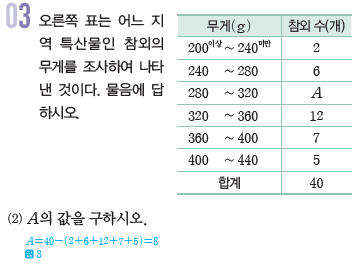 03 오른쪽 표는 어느 지
역 특산물인 참외의
무게를 조사하여 나타
낸 것이다. 물음에 답
하시오.
무게(g) 참외 수(개)
200이상 ~ 240미만 2
240 ~ 280 6
280 ~ 320 A
320 ~ 360 12
360 ~ 400 7
400 ~ 440 5
합계 40
(2) A의 값을 구하시오.
A=40-(2+6+12+7+5)=8
답 8